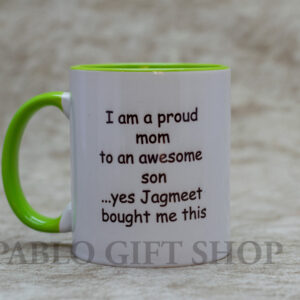 I am a proud
mom
to an awesome
son
...yes Jagmeet
bought me this
PABLO GIFT SHOP